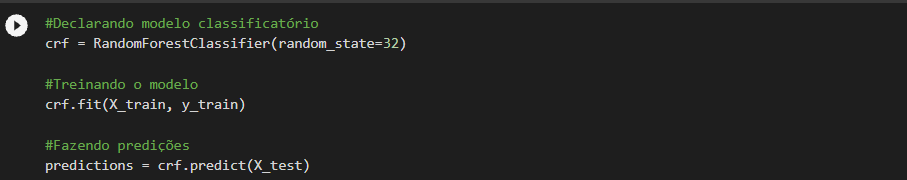 #Declarando modelo classificatório
crf = RandomForestClassifier(random_state=32)
#Treinando o modelo
crf.fit(X_train, y_train)
#Fazendo predições
predictions = crf.predict(X_test)